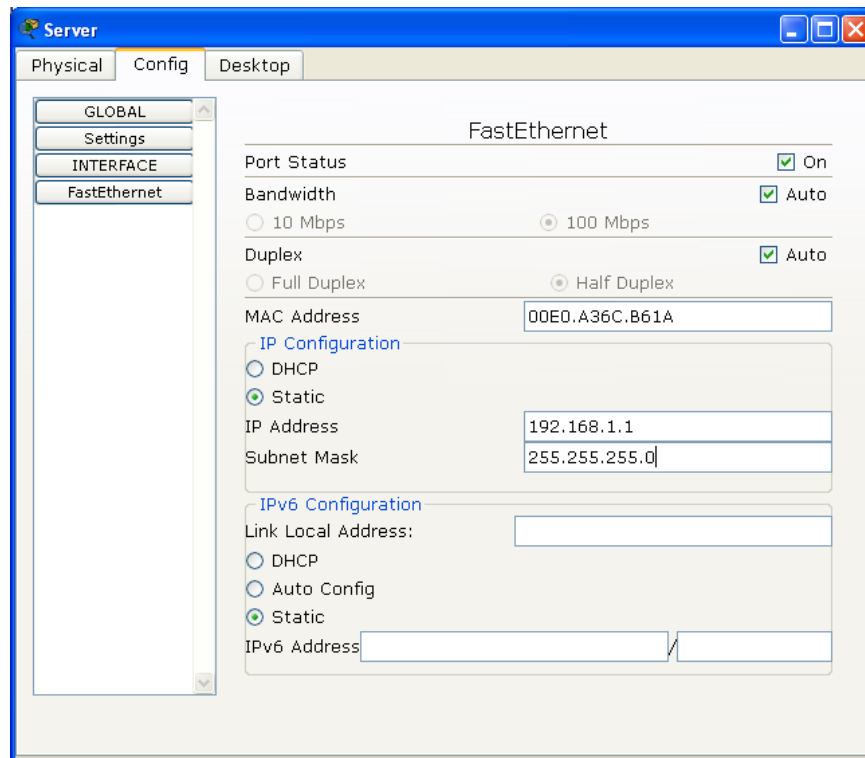 Server
Physical Config Desktop
GLOBAL
Settings
INTERFACE
FastEthernet
FastEthernet
Port Status On
Bandwidth Auto
10 Mbps 100 Mbps
Duplex Auto
Full Duplex Half Duplex
MAC Address 00E0.A36C.B61A
IP Configuration
DHCP
Static
IP Address 192.168.1.1
Subnet Mask 255.255.255.0
IPv6 Configuration
Link Local Address:
DHCP
Auto Config
Static
IPv6 Address /